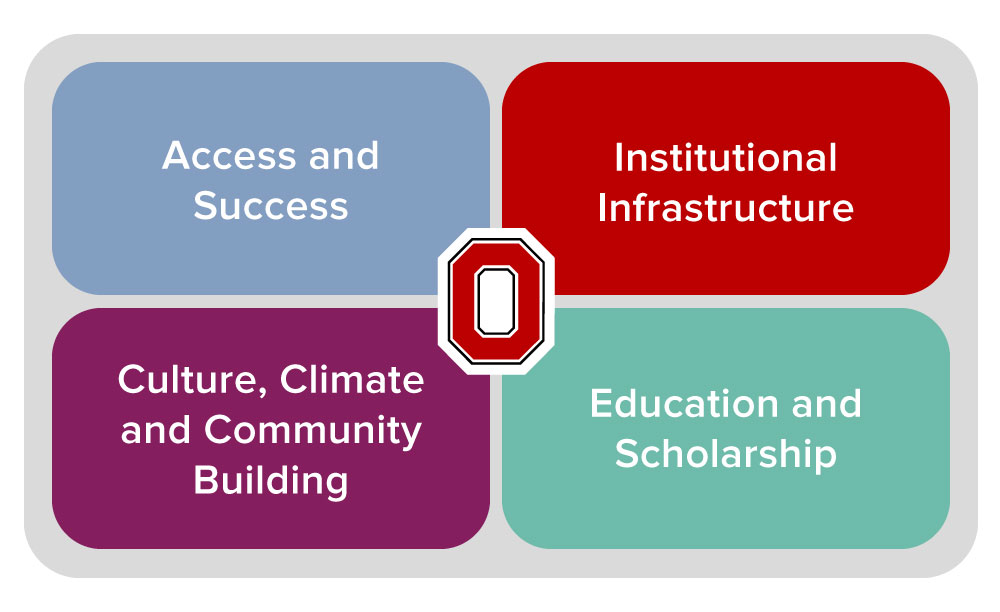 Access and
Success
Institutional
Infrastructure
O
Culture, Climate
and Community
Building
Education and
Scholarship